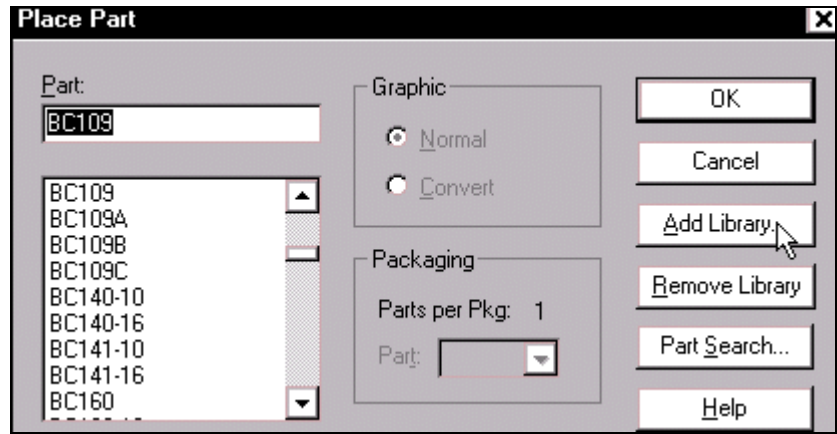 Place Part
Part:
BC109
BC109
BC109A
BC109B
BC109C
BC140-10
BC140-16
BC141-10
BC141-16
BC160
Graphic
Normal
Convert
Packaging
Parts per Pkg: 1
Part:
OK
Cancel
Add Library...
Remove Library
Part Search...
Help